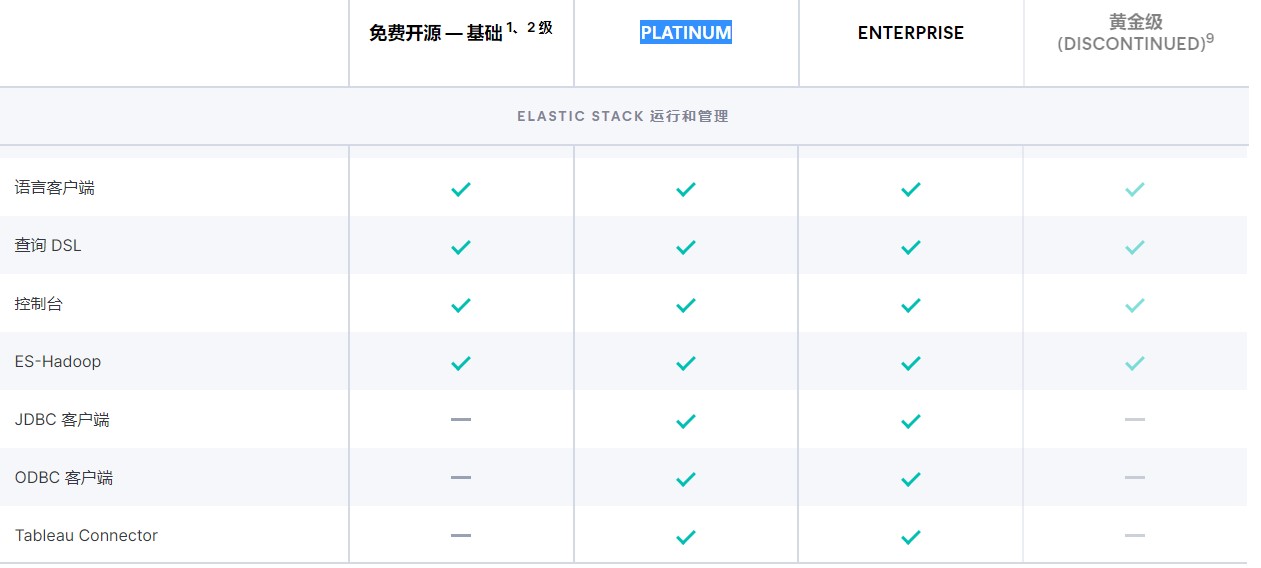 免费开源 — 基础 1、2 级
PLATINUM
ENTERPRISE
黄金级
(DISCONTINUED)9
ELASTIC STACK 运行和管理
语言客户端
查询 DSL
控制台
ES-Hadoop
JDBC 客户端
ODBC 客户端
Tableau Connector